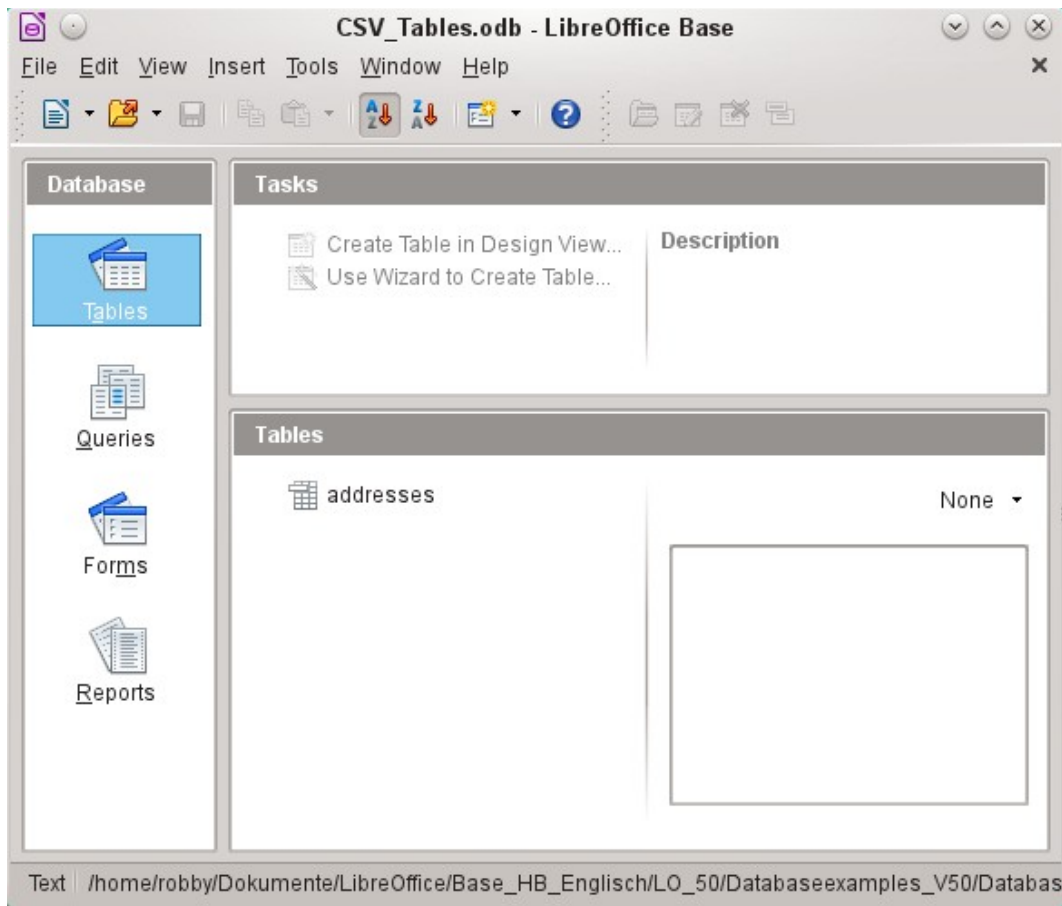 CSV_Tables.odb - LibreOffice Base
File Edit View Insert Tools Window Help
Database
Tables
Queries
Forms
Reports
Tasks
Create Table in Design View...
Use Wizard to Create Table...
Description
Tables
addresses
None
Text /home/robby/Dokumente/LibreOffice/Base_HB_Englisch/LO_50/Databaseexamples_V50/Databas